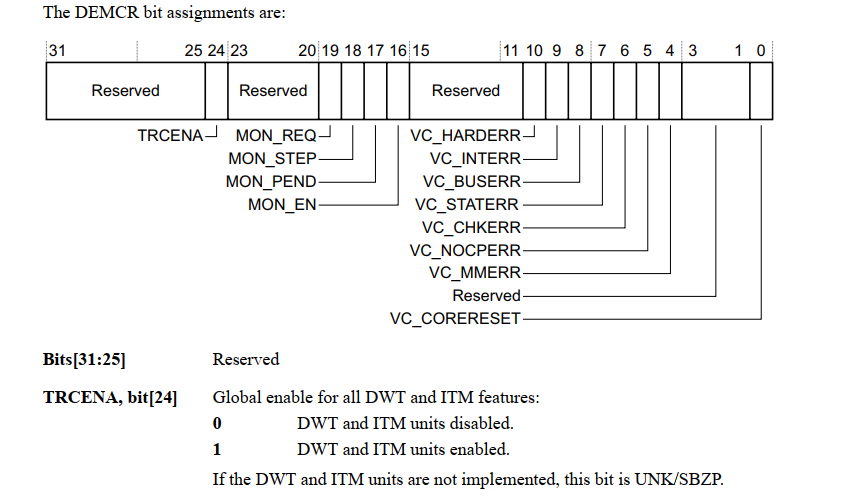 The DEMCR bit assignments are:
31 25 24 23 20 19 18 17 16 15 11 10 9 8 7 6 5 4 3 1 0
Reserved Reserved Reserved
TRCENA MON_REQ VC_HARDERR
MON_STEP VC_INTERR
MON_PEND VC_BUSERR
MON_EN VC_STATERR
VC_CHKERR
VC_NOCPERR
VC_MMERR
Reserved
VC_CORERESET
Bits[31:25] Reserved
TRCENA, bit[24] Global enable for all DWT and ITM features:
0 DWT and ITM units disabled.
1 DWT and ITM units enabled.
If the DWT and ITM units are not implemented, this bit is UNK/SBZP.